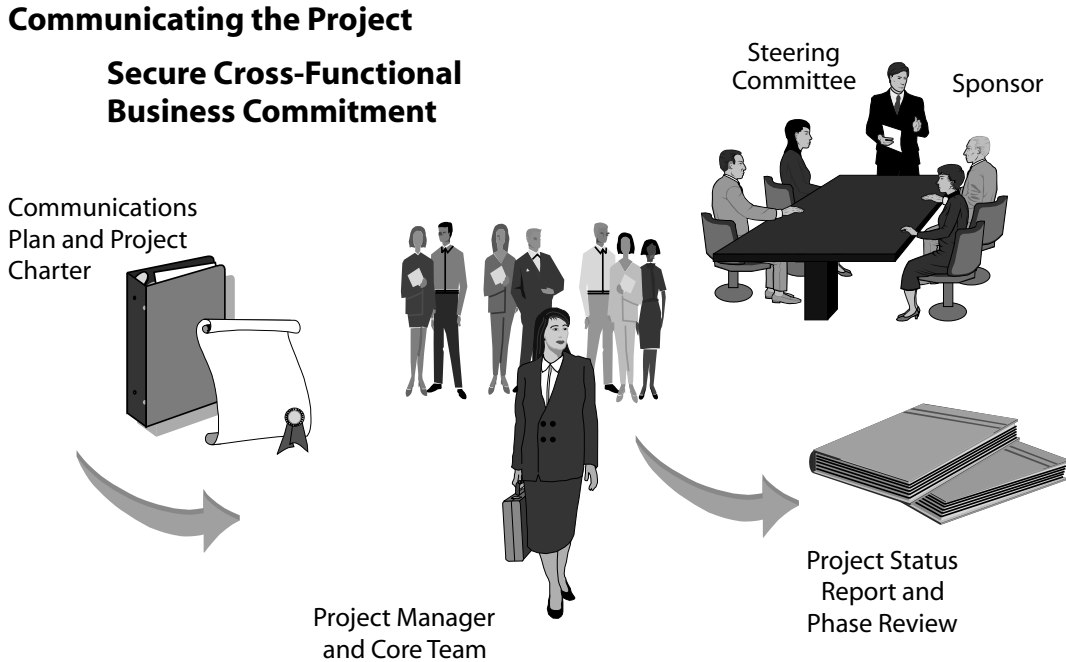 Communicating the Project
Secure Cross-Functional
Business Commitment
Steering
Committee
Sponsor
Communications
Plan and Project
Charter
Project Manager
and Core Team
Project Status
Report and
Phase Review